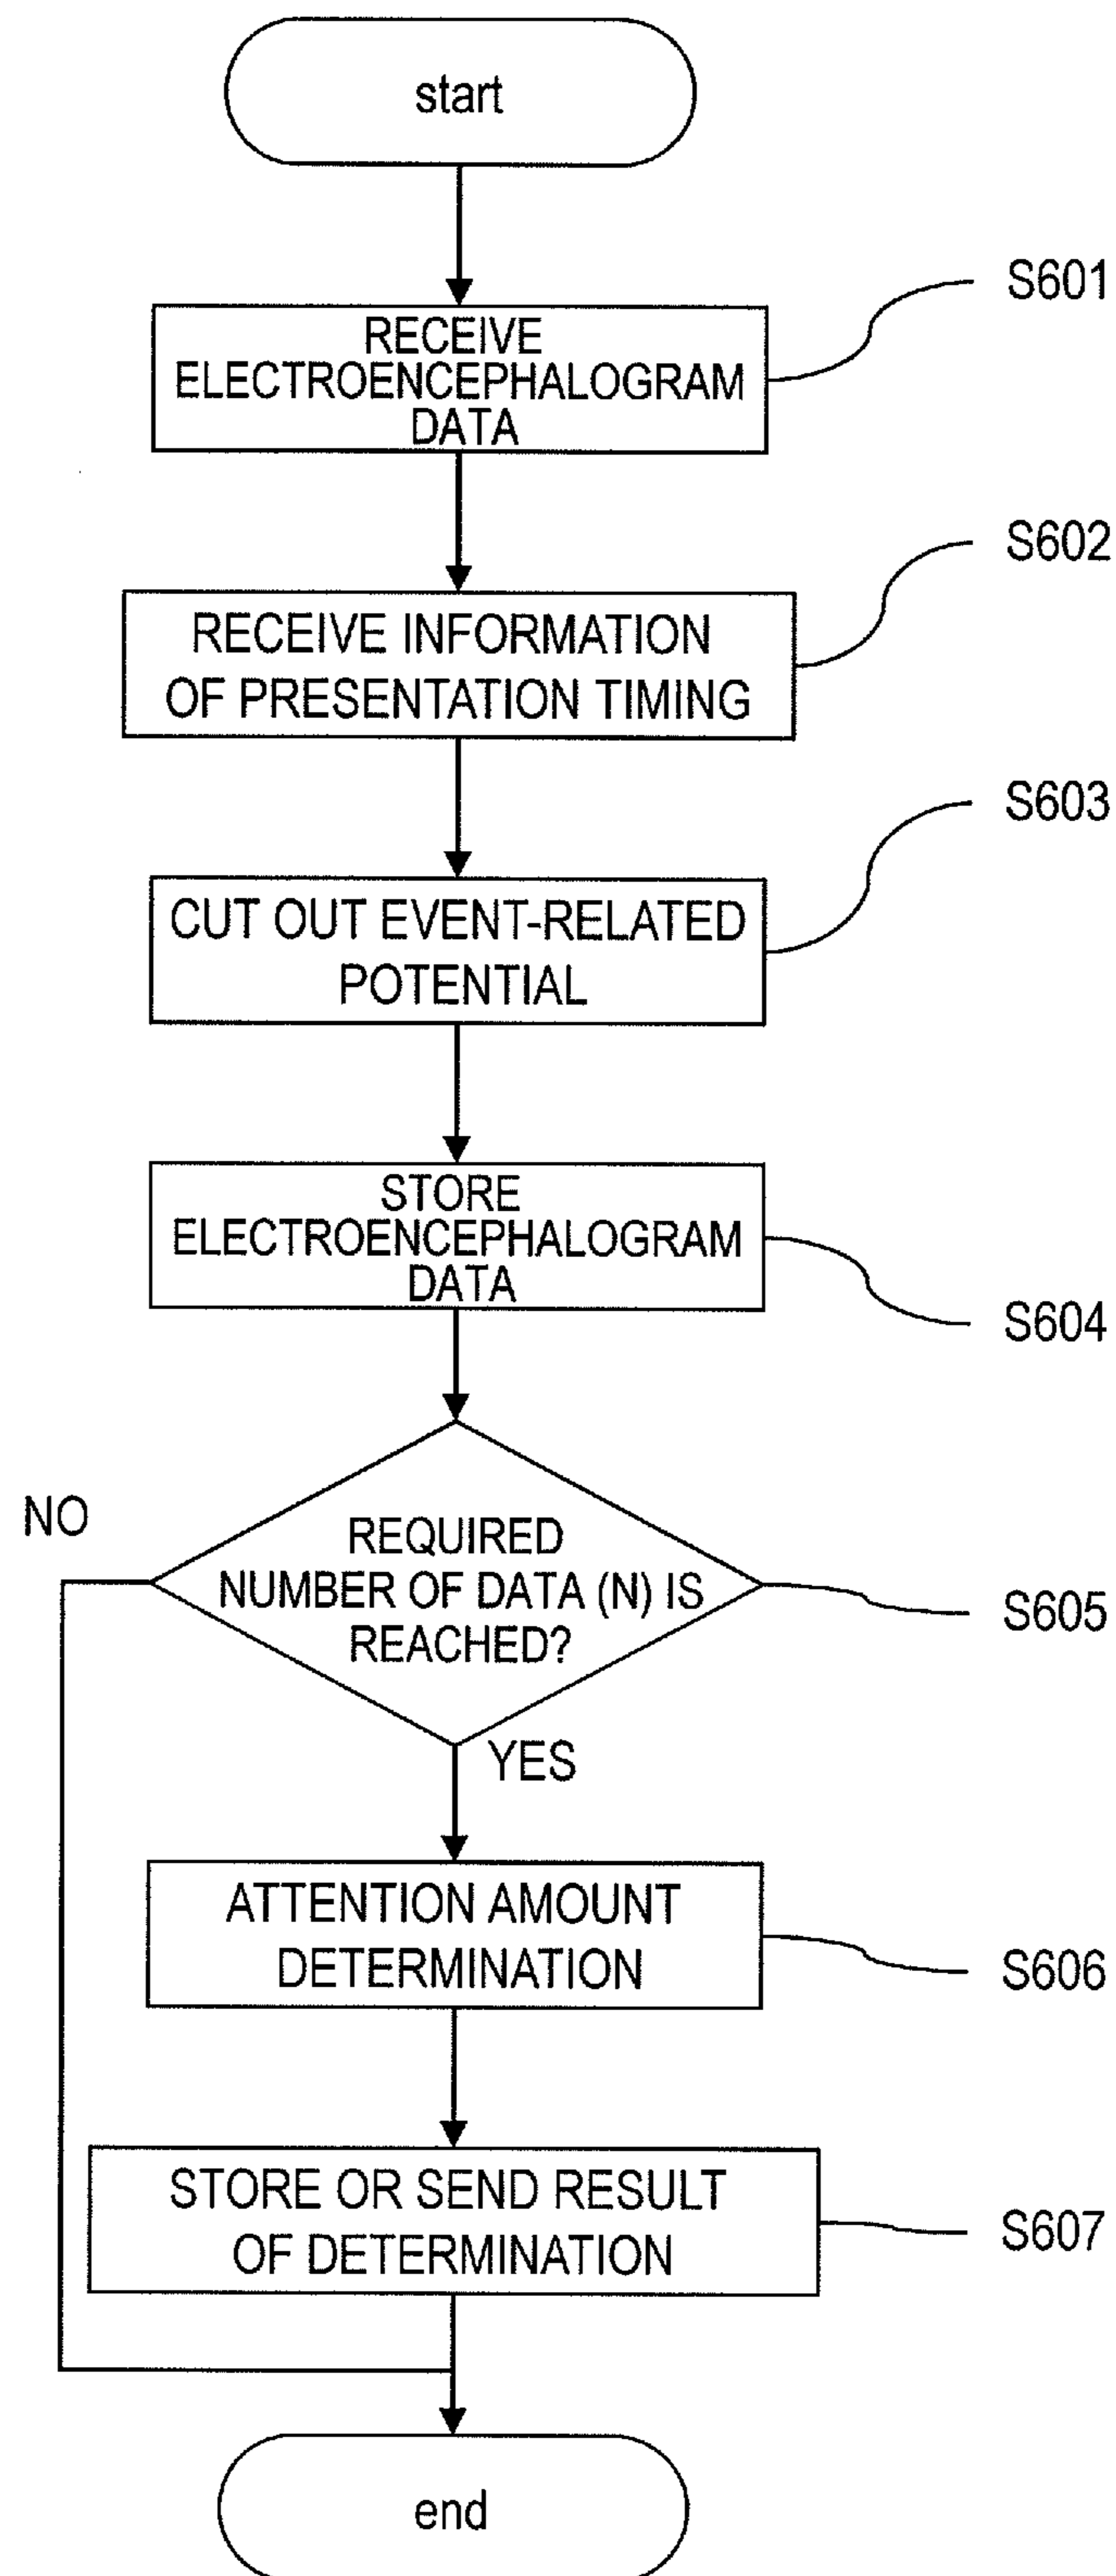 start
S601
RECEIVE
ELECTROENCEPHALOGRAM
DATA
S602
RECEIVE INFORMATION
OF PRESENTATION TIMING
S603
CUT OUT EVENT-RELATED
POTENTIAL
STORE
ELECTROENCEPHALOGRAM
DATA
S604
NO
REQUIRED
NUMBER OF DATA (N) IS
REACHED?
S605
YES
ATTENTION AMOUNT
DETERMINATION
S606
STORE OR SEND RESULT
OF DETERMINATION
S607
end